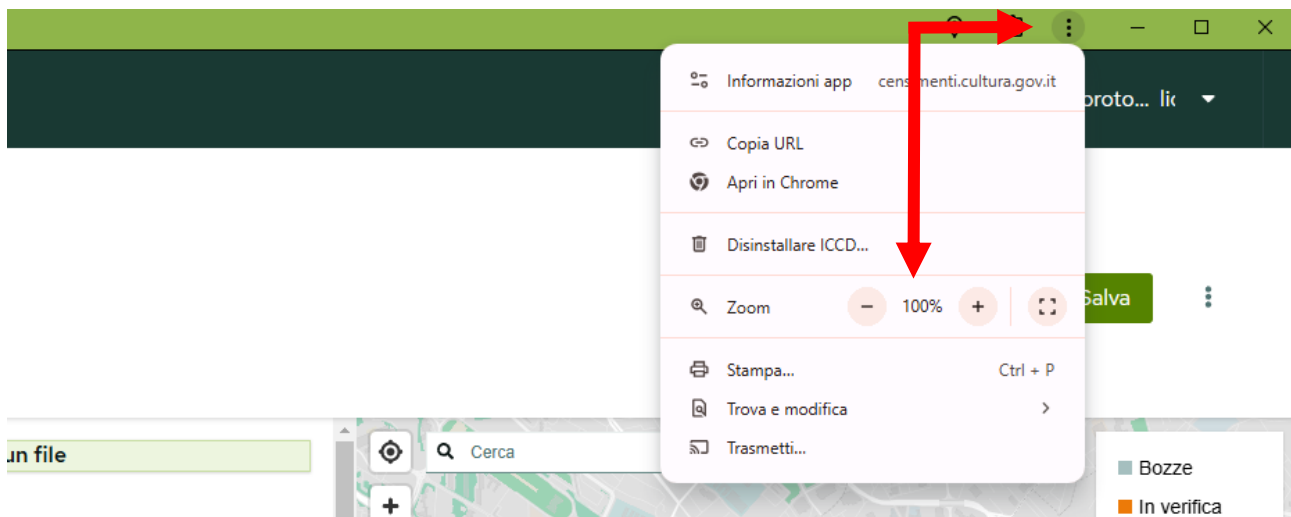 Informazioni app censimenti.cultura.gov.it
proto...
Copia URL
Apri in Chrome
Disinstallare ICCD...
Zoom − 100% +
Salva
Stampa... Ctrl + P
Trova e modifica
Trasmetti...
un file
Cerca
+
Bozze
In verifica